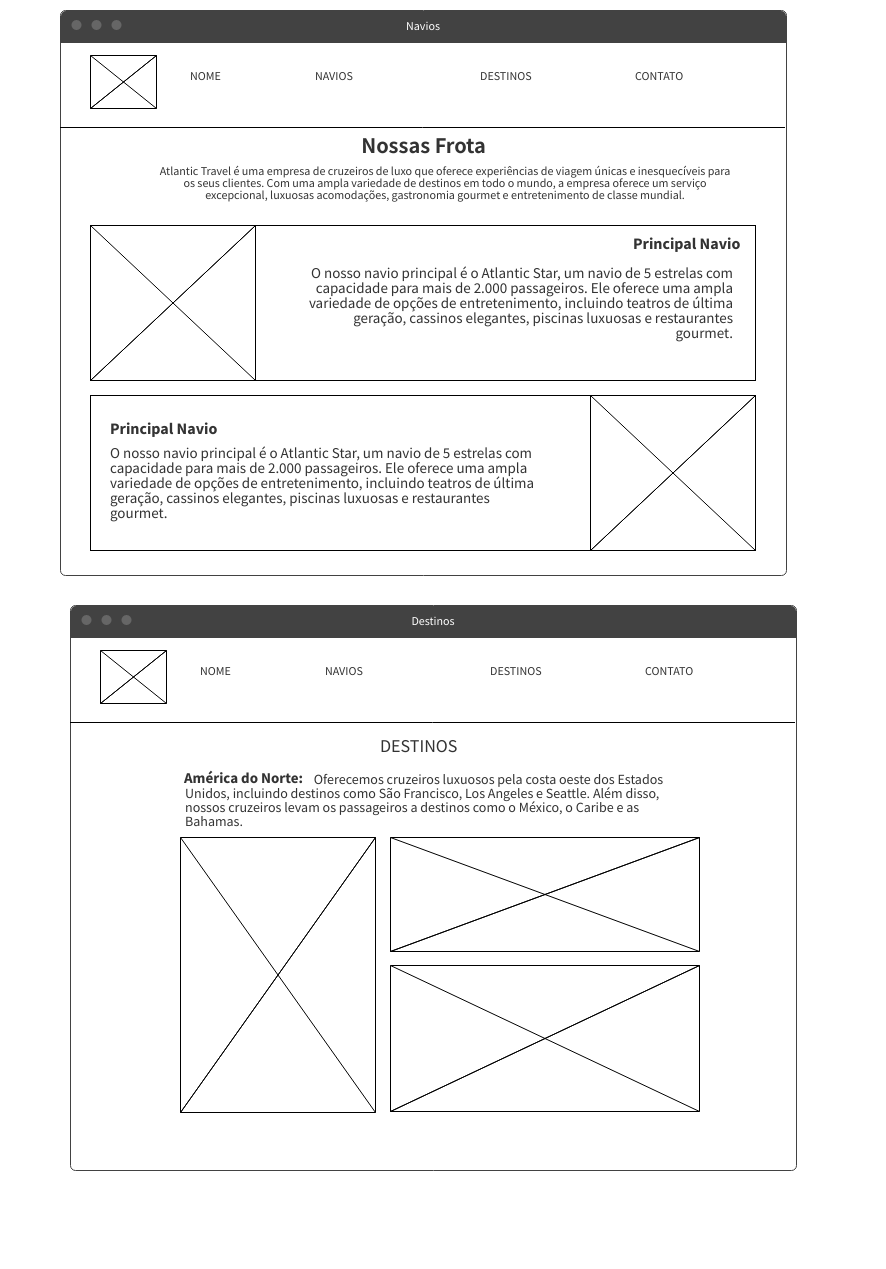 Navios
NOME NAVIOS DESTINOS CONTATO
Nossas Frota
Atlantic Travel é uma empresa de cruzeiros de luxo que oferece experiências de viagem únicas e inesquecíveis para
os seus clientes. Com uma ampla variedade de destinos em todo o mundo, a empresa oferece um serviço
excepcional, luxuosas acomodações, gastronomia gourmet e entretenimento de classe mundial.
Principal Navio
O nosso navio principal é o Atlantic Star, um navio de 5 estrelas com
capacidade para mais de 2.000 passageiros. Ele oferece uma ampla
variedade de opções de entretenimento, incluindo teatros de última
geração, cassinos elegantes, piscinas luxuosas e restaurantes
gourmet.
Principal Navio
O nosso navio principal é o Atlantic Star, um navio de 5 estrelas com
capacidade para mais de 2.000 passageiros. Ele oferece uma ampla
variedade de opções de entretenimento, incluindo teatros de última
geração, cassinos elegantes, piscinas luxuosas e restaurantes
gourmet.
Destinos
NOME NAVIOS DESTINOS CONTATO
DESTINOS
América do Norte: Oferecemos cruzeiros luxuosos pela costa oeste dos Estados
Unidos, incluindo destinos como São Francisco, Los Angeles e Seattle. Além disso,
nossos cruzeiros levam os passageiros a destinos como o México, o Caribe e as
Bahamas.